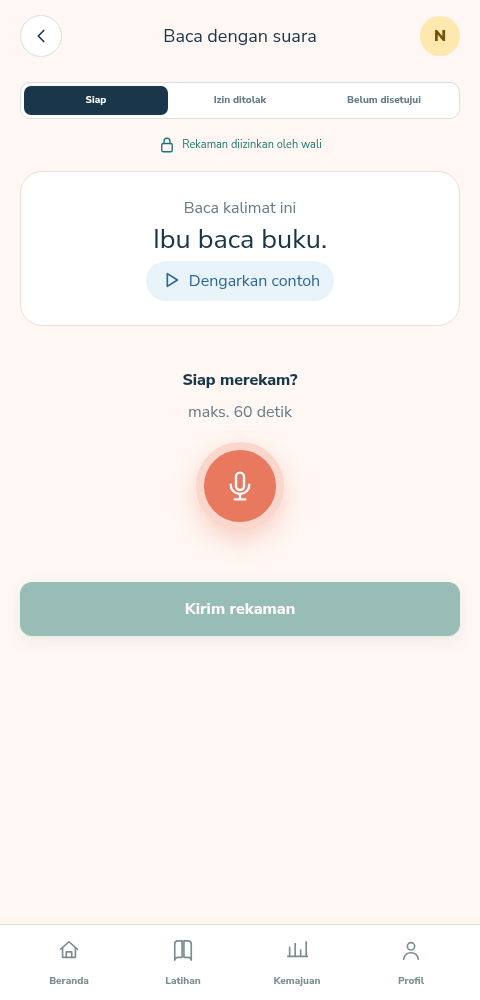 Baca dengan suara
N
Siap
Izin ditolak
Belum disetujui
Rekaman diizinkan oleh wali
Baca kalimat ini
Ibu baca buku.
Dengarkan contoh
Siap merekam?
maks. 60 detik
Kirim rekaman
Beranda
Latihan
Kemajuan
Profil